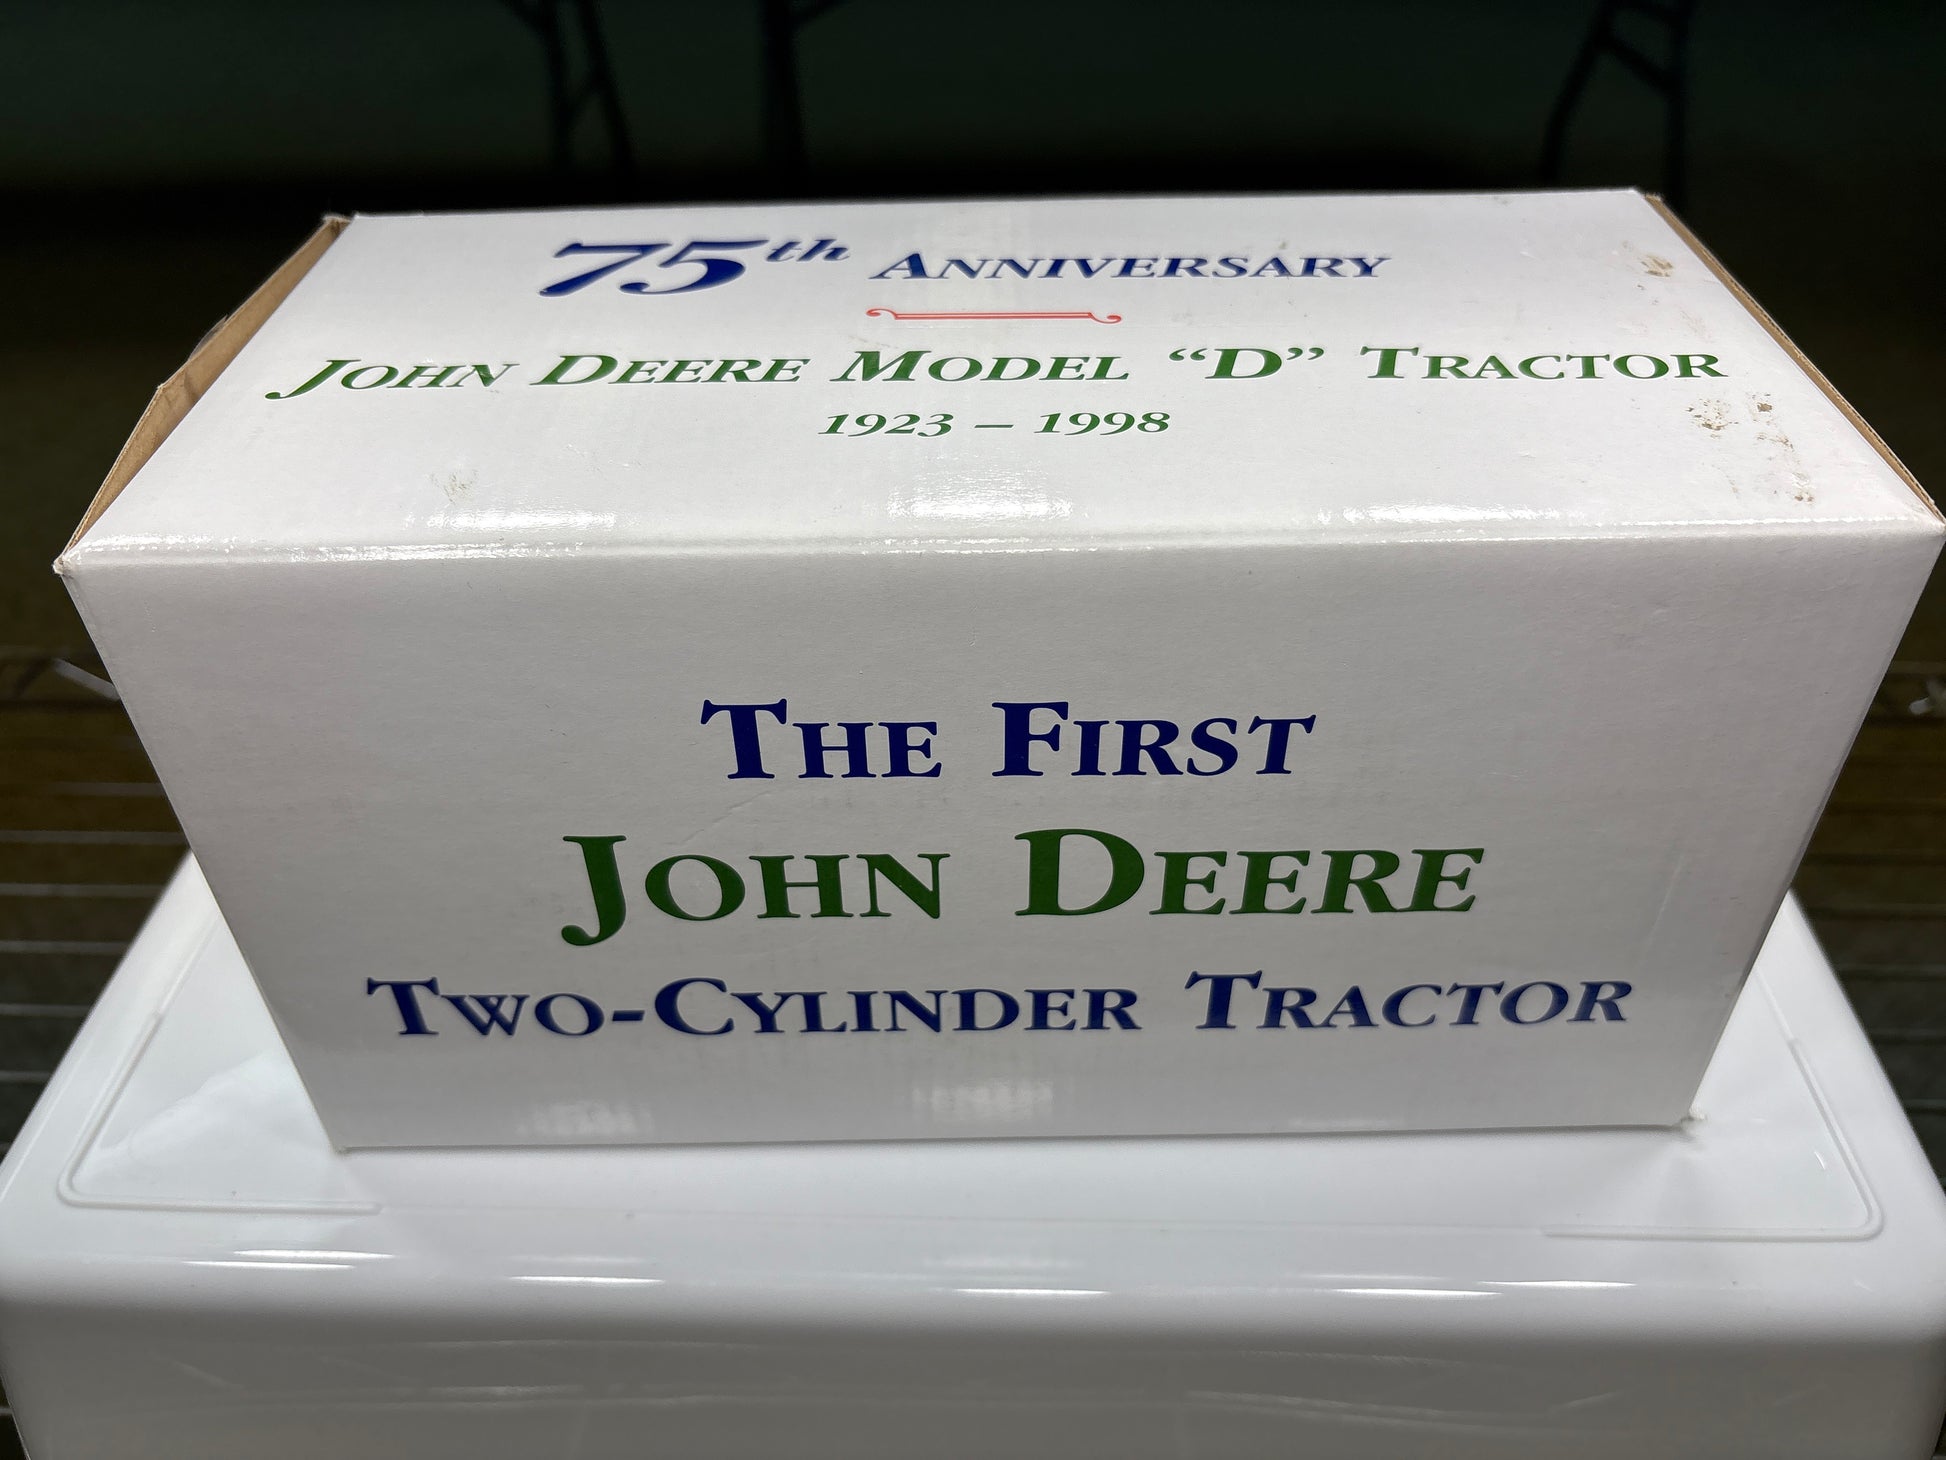 75th Anniversary
John Deere Model “D” Tractor
1923 – 1998
The First
John Deere
Two-Cylinder Tractor